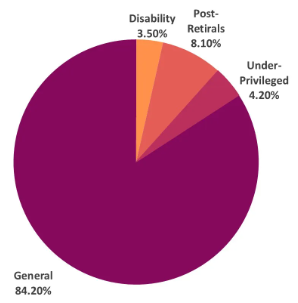 Disability
3.50%
Post-
Retirals
8.10%
Under-
Privileged
4.20%
General
84.20%